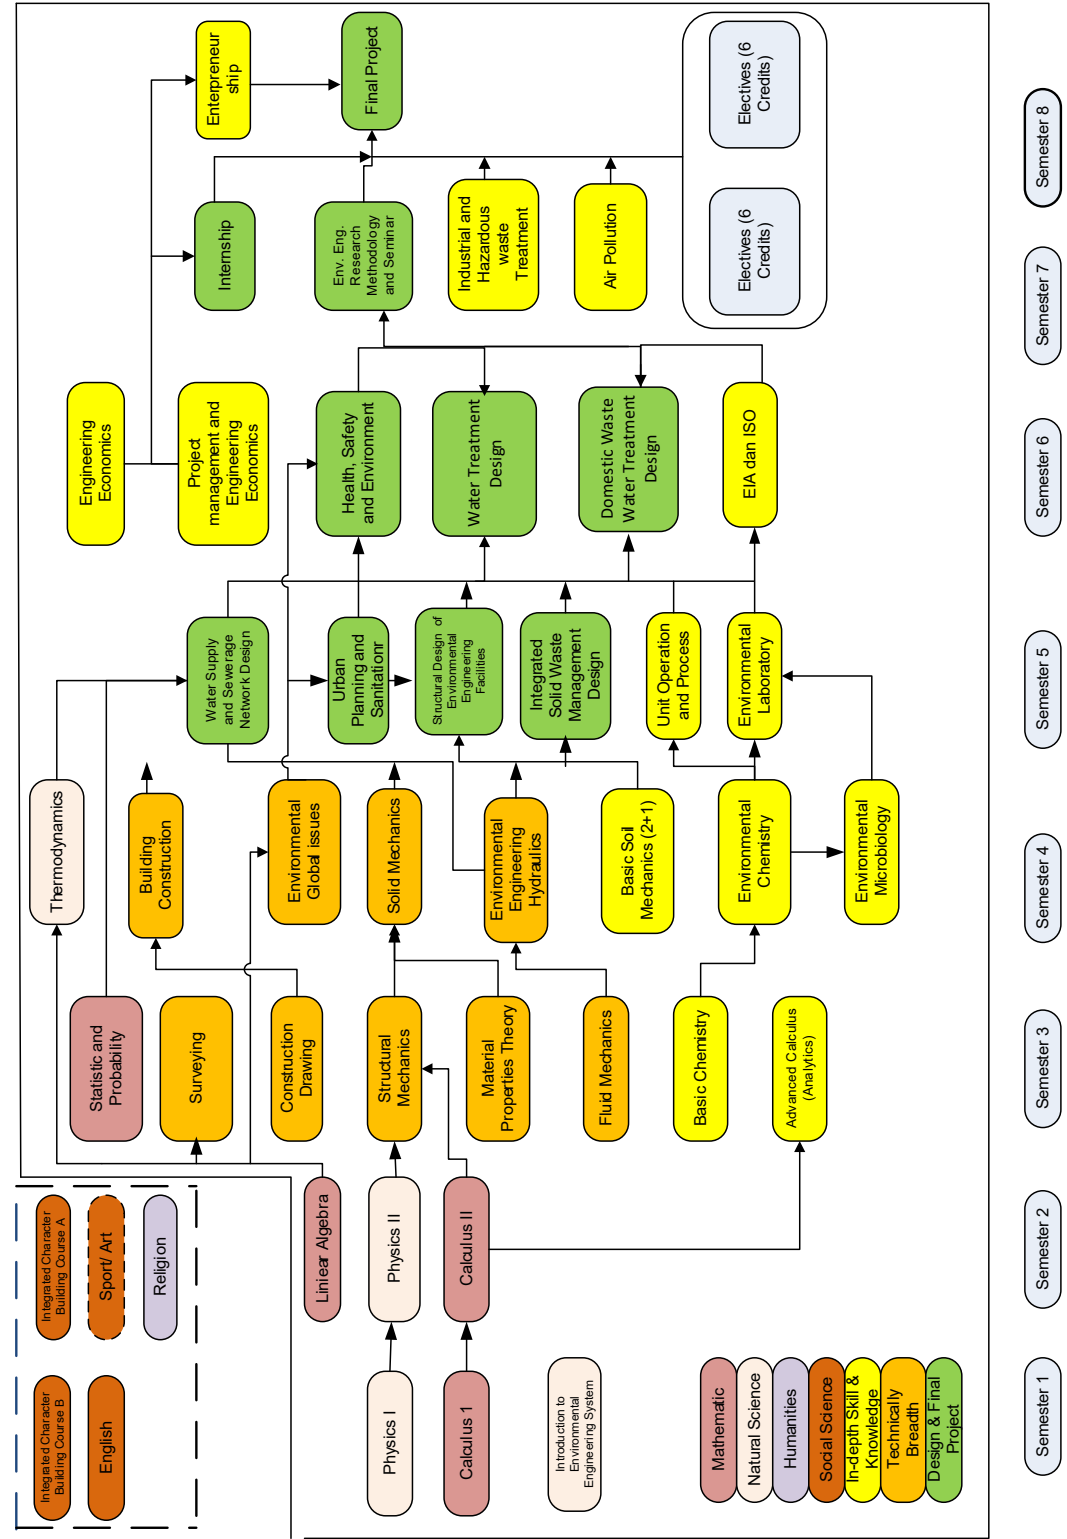 Integrated Character
Building Course B
English
Integrated Character
Building Course A
Sport/ Art
Religion
Physics I
Calculus 1
Introduction to
Environmental
Engineering System
Mathematic
Natural Science
Humanities
Social Science
In-depth Skill &
Knowledge
Technically
Breadth
Design & Final
Project
Liniear Algebra
Physics II
Calculus II
Statistic and
Probability
Surveying
Construction
Drawing
Structural
Mechanics
Material
Properties Theory
Fluid Mechanics
Basic Chemistry
Advanced Calculus
(Analytics)
Thermodynamics
Building
Construction
Environmental
Global issues
Solid Mechanics
Environmental
Engineering
Hydraulics
Basic Soil
Mechanics (2+1)
Environmental
Chemistry
Environmental
Microbiology
Water Supply
and Sewerage
Network Design
Urban
Planning and
Sanitationr
Structural Design of
Environmental
Engineering
Facilities
Integrated
Solid Waste
Management
Design
Unit Operation
and Process
Environmental
Laboratory
Engineering
Economics
Project
management and
Engineering
Economics
Health, Safety
and Environment
Water Treatment
Design
Domestic Waste
Water Treatment
Design
EIA dan ISO
Internship
Env. Eng.
Research
Methodology
and Seminar
Industrial and
Hazardous
waste
Treatment
Air Pollution
Electives (6
Credits)
Enterpreneur
ship
Final Project
Electives (6
Credits)
Semester 1
Semester 2
Semester 3
Semester 4
Semester 5
Semester 6
Semester 7
Semester 8